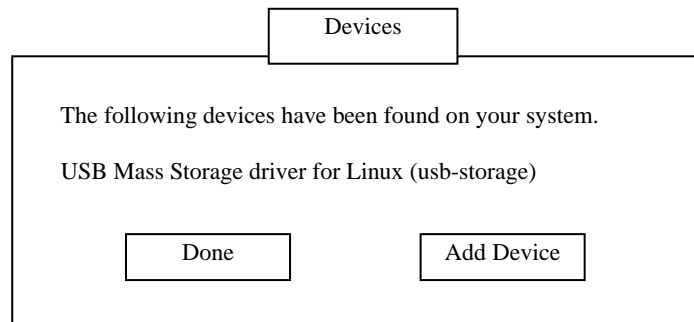 Devices
The following devices have been found on your system.
USB Mass Storage driver for Linux (usb-storage)
Done
Add Device